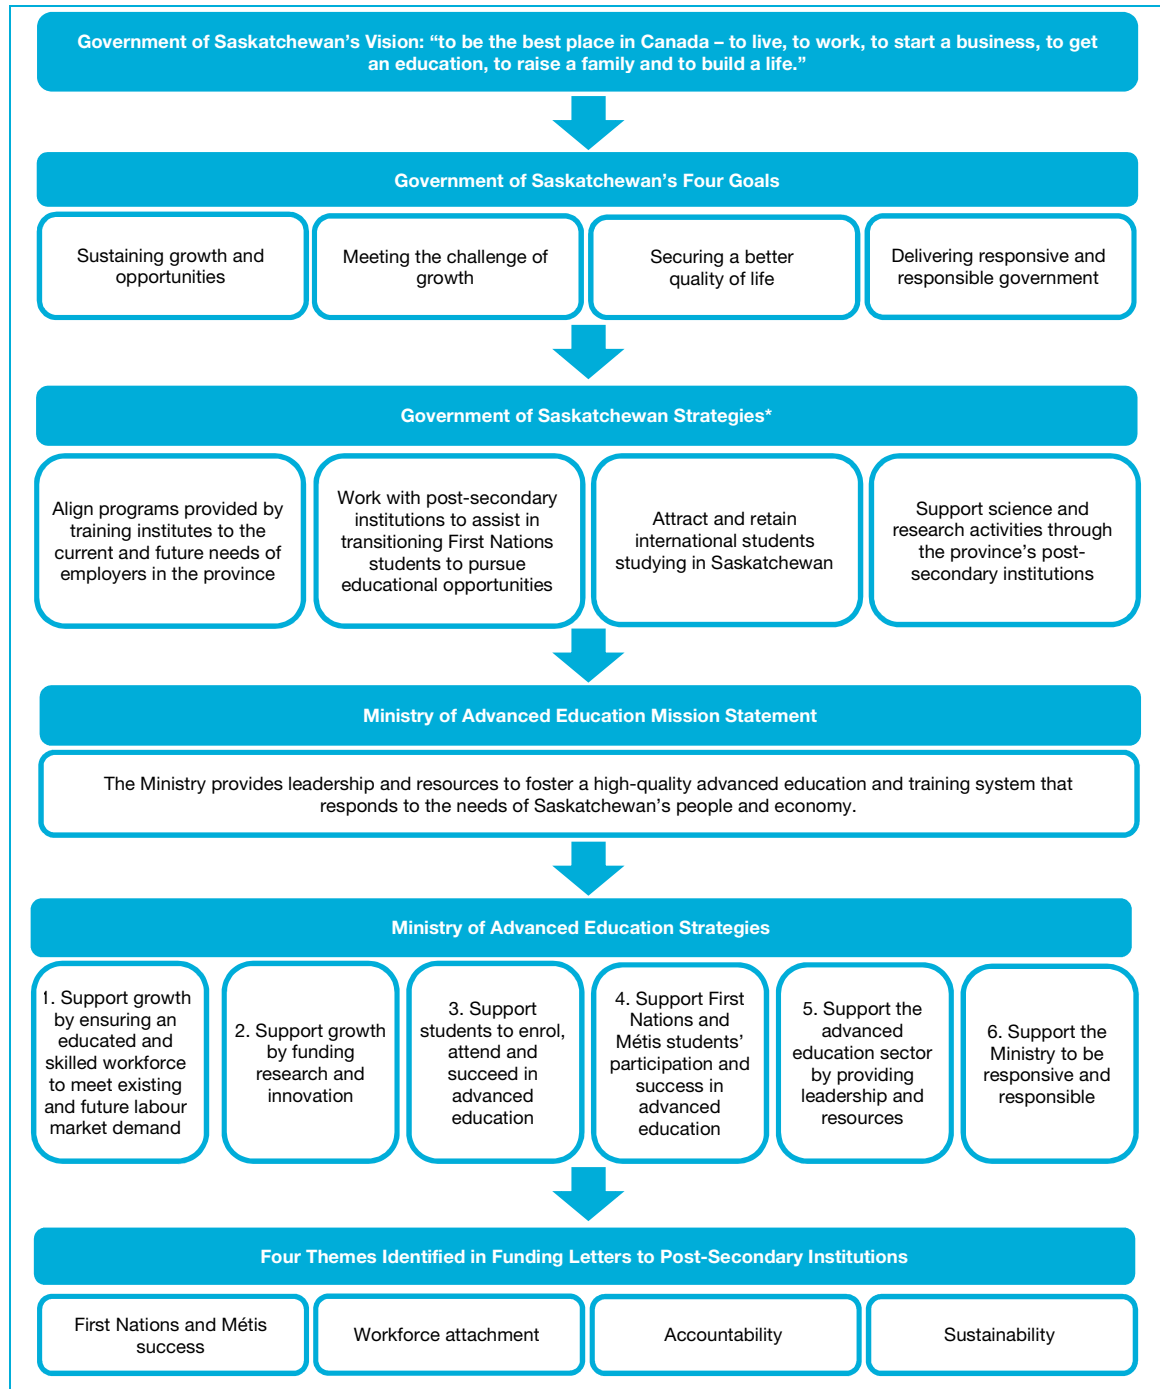 Government of Saskatchewan’s Vision: “to be the best place in Canada – to live, to work, to start a business, to get
an education, to raise a family and to build a life.”
Government of Saskatchewan’s Four Goals
Sustaining growth and
opportunities
Meeting the challenge of
growth
Securing a better
quality of life
Delivering responsive and
responsible government
Government of Saskatchewan Strategies*
Align programs provided by
training institutes to the
current and future needs of
employers in the province
Work with post-secondary
institutions to assist in
transitioning First Nations
students to pursue
educational opportunities
Attract and retain
international students
studying in Saskatchewan
Support science and
research activities through
the province’s post-
secondary institutions
Ministry of Advanced Education Mission Statement
The Ministry provides leadership and resources to foster a high-quality advanced education and training system that
responds to the needs of Saskatchewan’s people and economy.
Ministry of Advanced Education Strategies
1. Support growth
by ensuring an
educated and
skilled workforce
to meet existing
and future labour
market demand
2. Support growth
by funding
research and
innovation
3. Support
students to enrol,
attend and
succeed in
advanced
education
4. Support First
Nations and
Métis students’
participation and
success in
advanced
education
5. Support the
advanced
education sector
by providing
leadership and
resources
6. Support the
Ministry to be
responsive and
responsible
Four Themes Identified in Funding Letters to Post-Secondary Institutions
First Nations and Métis
success
Workforce attachment
Accountability
Sustainability